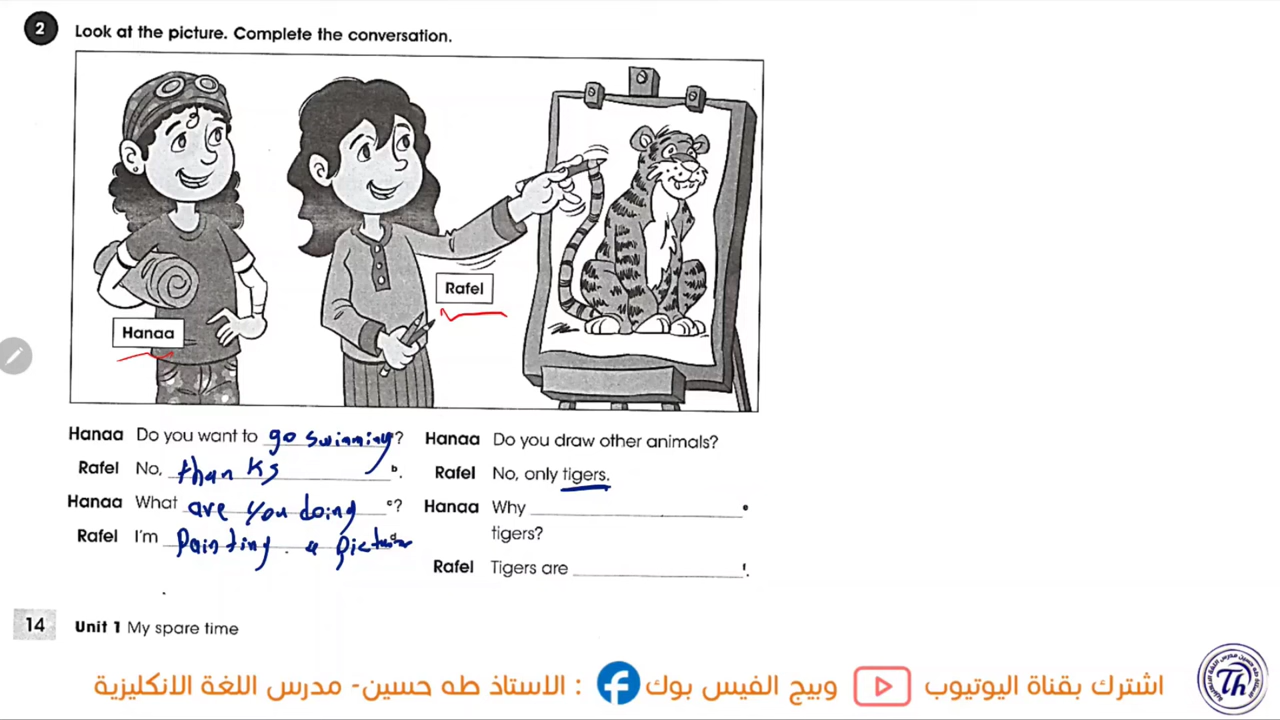 2 Look at the picture. Complete the conversation.
Hanaa
Rafel
Hanaa Do you want to go swimming ?
Rafel No, thanks b.
Hanaa What are you doing c?
Rafel I'm painting a picture d
Hanaa Do you draw other animals?
Rafel No, only tigers.
Hanaa Why ____ e
tigers?
Rafel Tigers are ____ f.
14 Unit 1 My spare time
اشترك بقناة اليوتيوب وبيج الفيس بوك : الاستاذ طه حسين- مدرس اللغة الانكليزية
Th